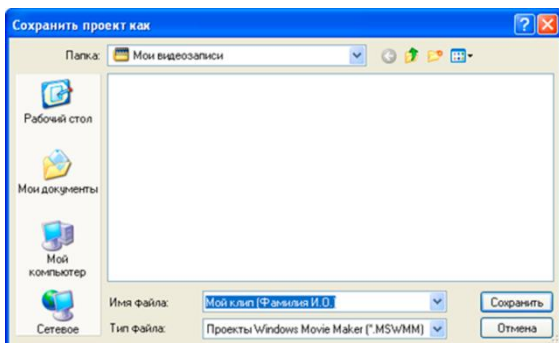 Сохранить проект как
Папка: Мои видеозаписи
Рабочий стол
Мои документы
Мой
компьютер
Сетевое
Имя файла: Мой клип (Фамилия И.О.
Сохранить
Тип файла: Проекты Windows Movie Maker (*.MSWMM)
Отмена